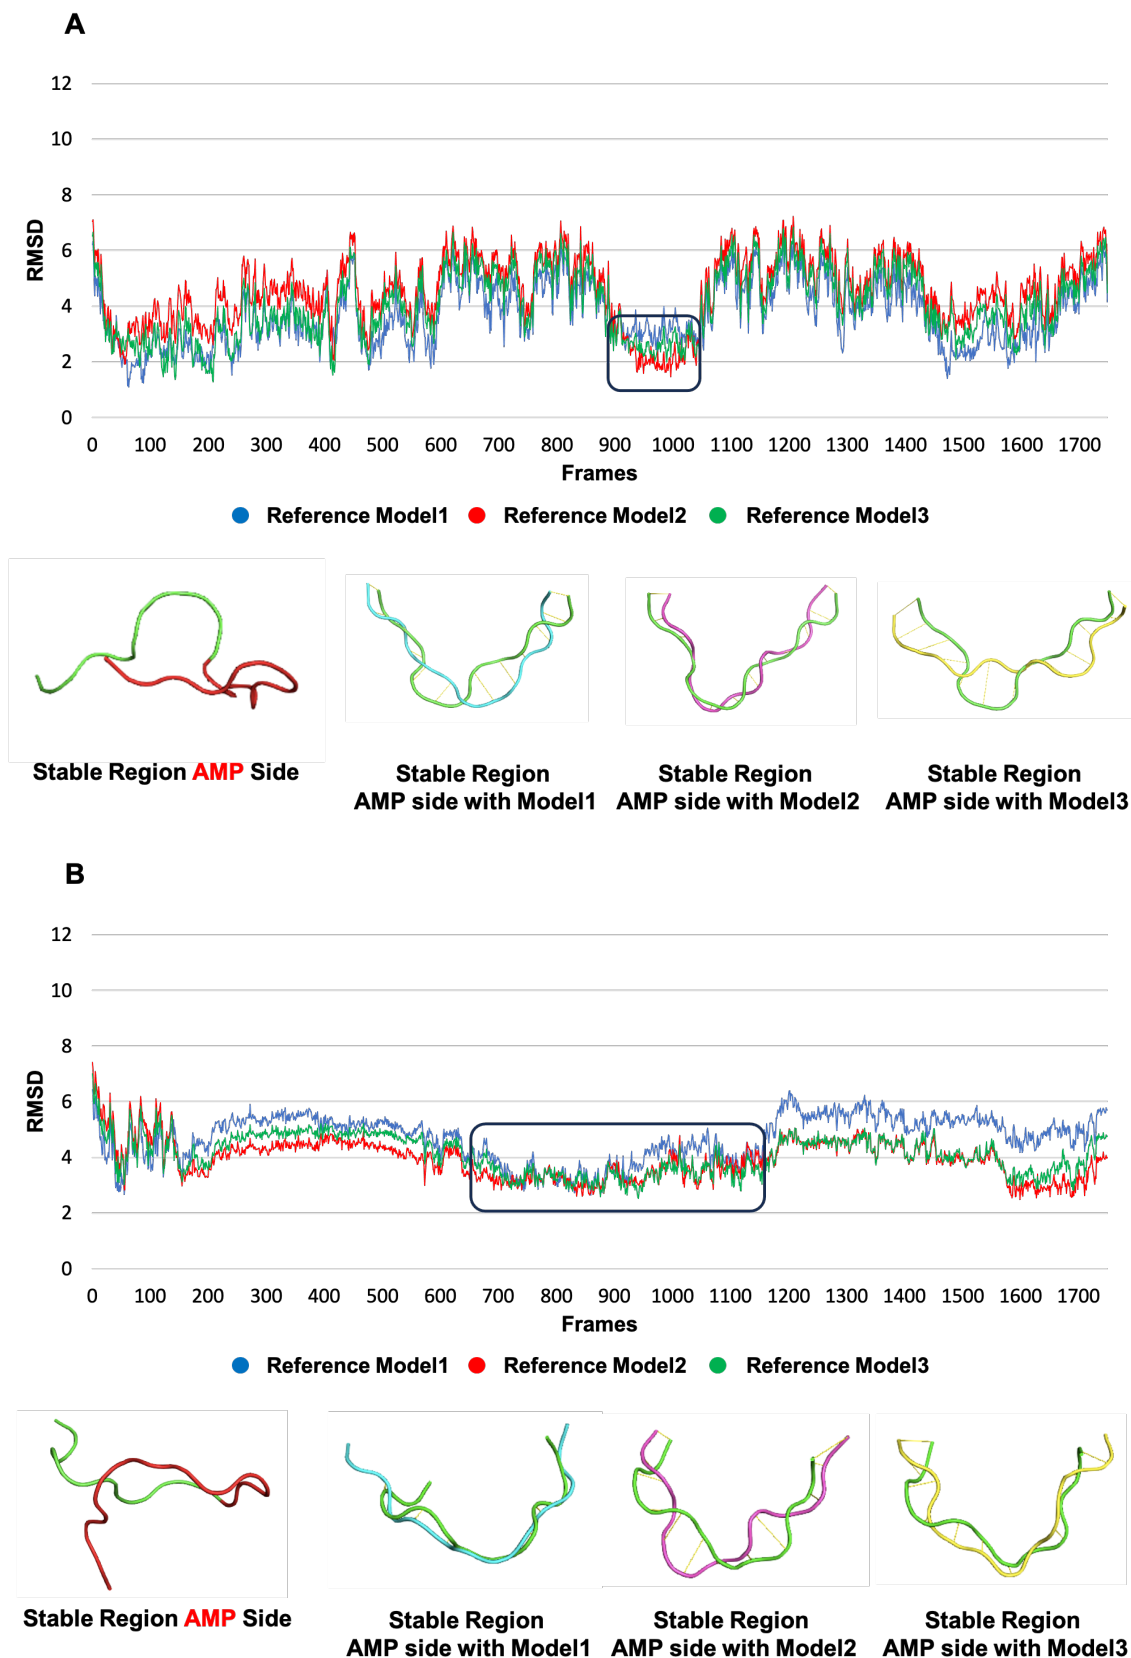 A
12
10
8
6
4
2
0
RMSD
0 100 200 300 400 500 600 700 800 900 1000 1100 1200 1300 1400 1500 1600 1700
Frames
Reference Model1 Reference Model2 Reference Model3
Stable Region AMP Side
Stable Region
AMP side with Model1
Stable Region
AMP side with Model2
Stable Region
AMP side with Model3
B
12
10
8
6
4
2
0
RMSD
0 100 200 300 400 500 600 700 800 900 1000 1100 1200 1300 1400 1500 1600 1700
Frames
Reference Model1 Reference Model2 Reference Model3
Stable Region AMP Side
Stable Region
AMP side with Model1
Stable Region
AMP side with Model2
Stable Region
AMP side with Model3